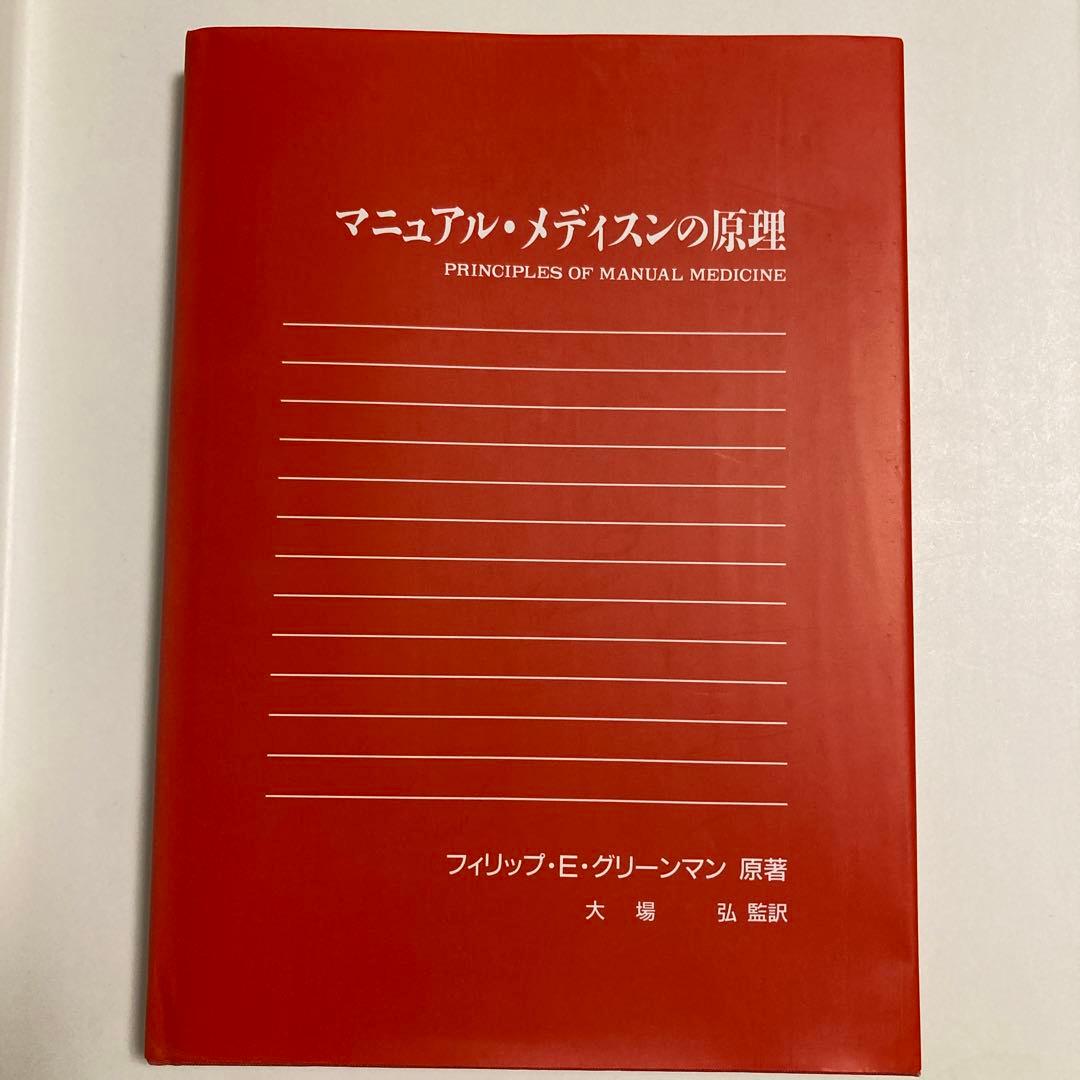 マニュアル・メディスンの原理
PRINCIPLES OF MANUAL MEDICINE
フィリップ・E・グリーンマン 原著
大場 弘 監訳